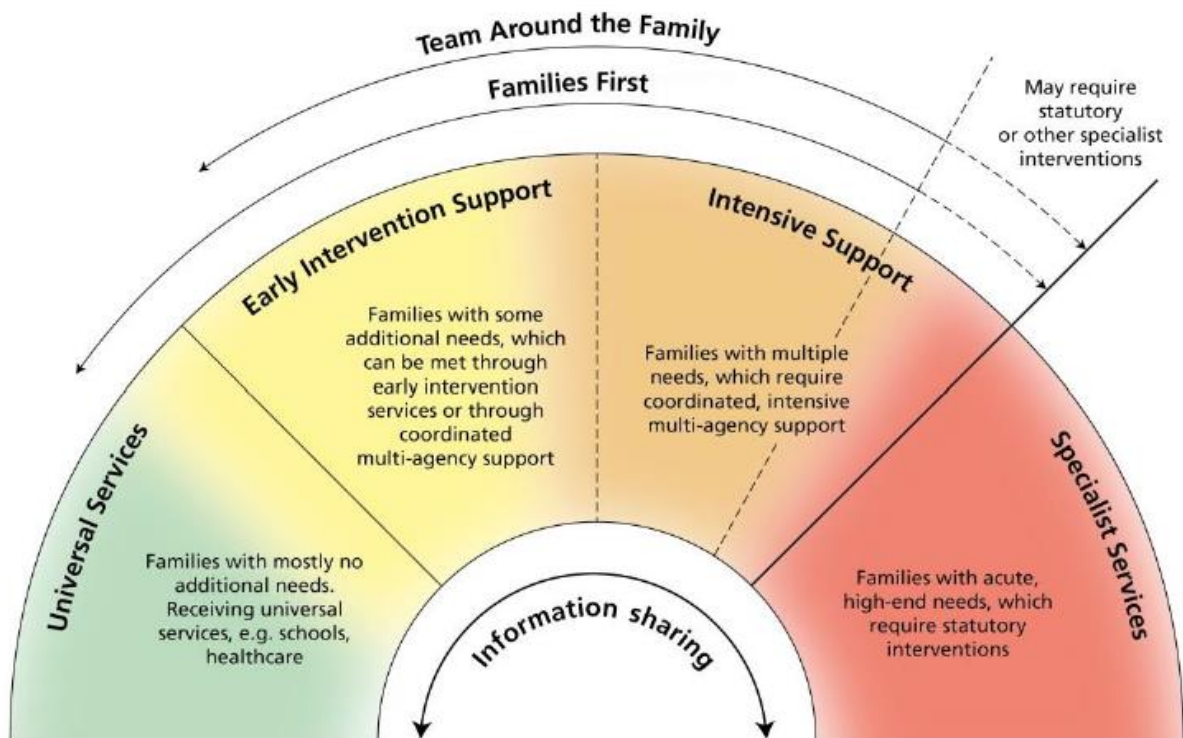 Team Around the Family
Families First
May require
statutory
or other specialist
interventions
Early Intervention Support
Intensive Support
Families with some
additional needs, which
can be met through
early intervention
services or through
coordinated
multi-agency support
Families with multiple
needs, which require
coordinated, intensive
multi-agency support
Universal Services
Specialist Services
Families with mostly no
additional needs.
Receiving universal
services, e.g. schools,
healthcare
Families with acute,
high-end needs, which
require statutory
interventions
Information sharing